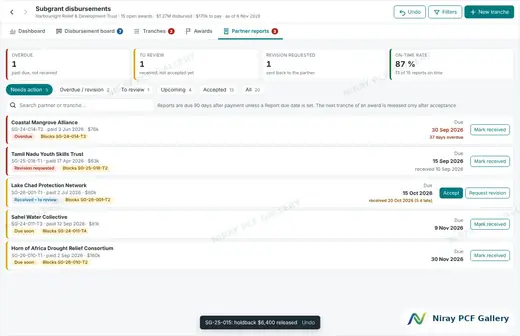 Subgrant disbursements
Harbourlight Relief & Development Trust · 15 open awards · $1.27M disbursed · $171k to pay · as of 6 Nov 2026
Undo
Filters
New tranche
Dashboard
Disbursement board
Tranches
Awards
Partner reports
OVERDUE
1
past due, not received
TO REVIEW
1
received, not accepted yet
REVISION REQUESTED
1
sent back to the partner
ON-TIME RATE
87 %
13 of 15 reports on time
Needs action 5
Overdue / revision 2
To review 1
Upcoming 4
Accepted 13
All 20
Search partner or tranche...
Reports are due 90 days after payment unless a Report due date is set. The next tranche of an award is released only after acceptance
Coastal Mangrove Alliance
SG-24-014-T2 · paid 3 Jun 2026 · $76k
Overdue
Blocks SG-24-014-T3
Due
30 Sep 2026
37 days overdue
Mark received
Tamil Nadu Youth Skills Trust
SG-25-018-T1 · paid 17 Apr 2026 · $63k
Revision requested
Blocks SG-25-018-T2
Due
15 Sep 2026
received 10 Sep 2026
Mark received
Lake Chad Protection Network
SG-26-001-T1 · paid 2 Jul 2026 ·
Received – to review
Blocks SG-26-001-T2
Due
15 Oct 2026
received 20 Oct 2026 (5 d late)
Accept
Request revision
Sahel Water Collective
SG-24-011-T3 · paid 12 Sep 2026 · $81k
Due soon
Blocks SG-24-011-T4
Due
9 Nov 2026
Mark received
Horn of Africa Drought Relief Consortium
SG-26-010-T1 · paid 2 Sep 2026 · $160k
Due soon
Blocks SG-26-010-T2
Due
30 Nov 2026
Mark received
SG-25-015: holdback $6,400 released
Undo
Niray PCF Gallery